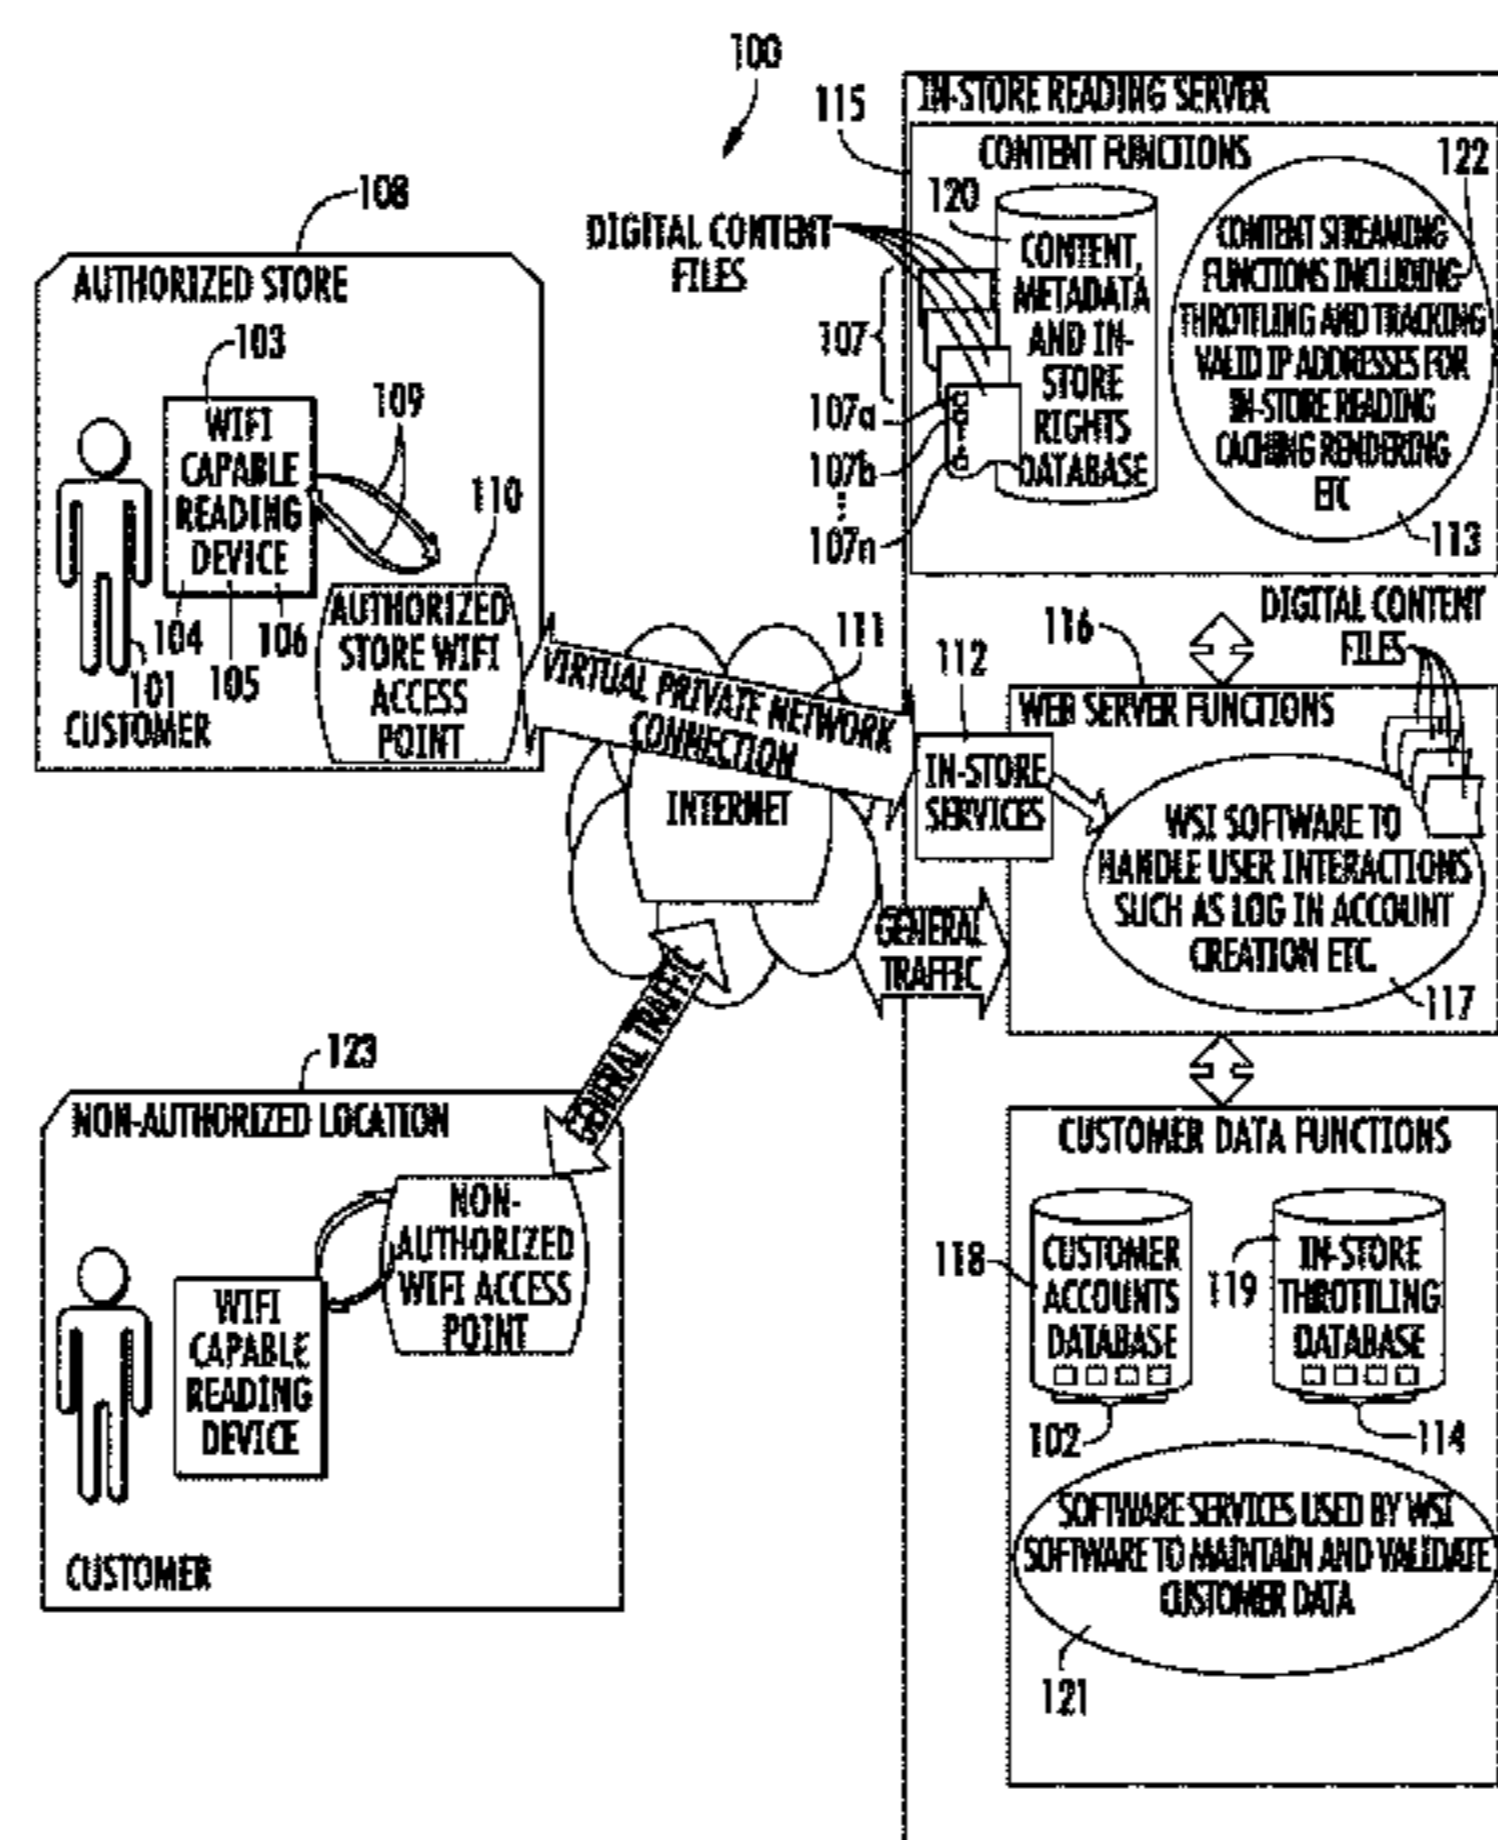 100
IN-STORE READING SERVER
115
CONTENT FUNCTIONS
122
120
108
DIGITAL CONTENT
FILES
CONTENT,
METADATA
AND IN-
STORE
RIGHTS
DATABASE
CONTENT STREAMING
FUNCTIONS INCLUDING
THROTTLING AND TRACKING
VALID IP ADDRESSES FOR
IN-STORE READING
CACHING RENDERING
ETC
113
107
107a
107b
107n
AUTHORIZED STORE
103
WIFI
CAPABLE
READING
DEVICE
109
110
104
105
106
101
CUSTOMER
AUTHORIZED
STORE WIFI
ACCESS
POINT
111
VIRTUAL PRIVATE NETWORK
CONNECTION
INTERNET
116
DIGITAL CONTENT
FILES
112
WEB SERVER FUNCTIONS
IN-STORE
SERVICES
WSI SOFTWARE TO
HANDLE USER INTERACTIONS
SUCH AS LOG IN ACCOUNT
CREATION ETC.
117
GENERAL
TRAFFIC
GENERAL TRAFFIC
123
NON-AUTHORIZED LOCATION
NON-
AUTHORIZED
WIFI ACCESS
POINT
WIFI
CAPABLE
READING
DEVICE
CUSTOMER
CUSTOMER DATA FUNCTIONS
118
CUSTOMER
ACCOUNTS
DATABASE
119
IN-STORE
THROTTLING
DATABASE
102
114
SOFTWARE SERVICES USED BY WSI
SOFTWARE TO MAINTAIN AND VALIDATE
CUSTOMER DATA
121